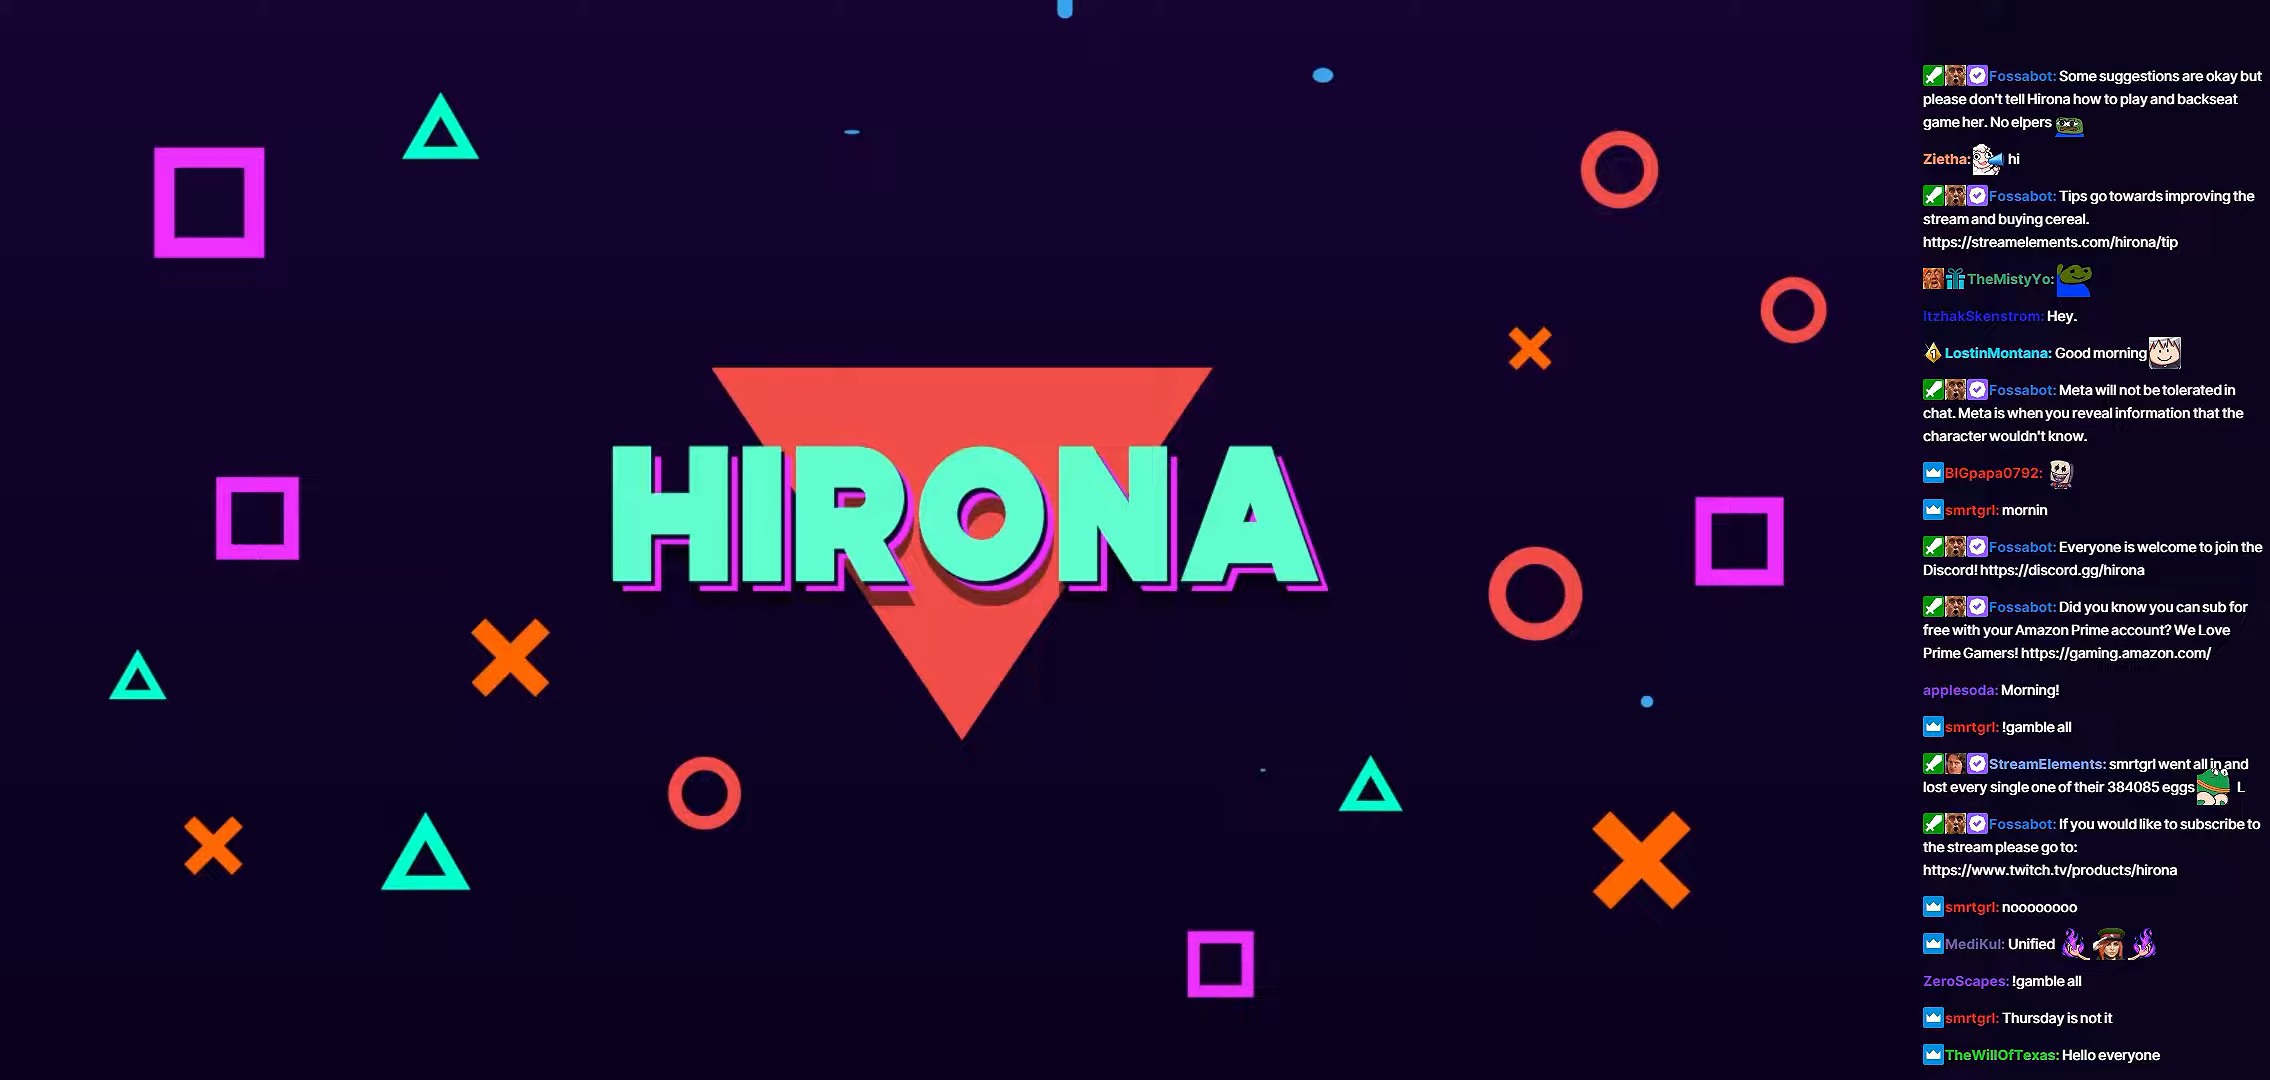 HIRONA
Fossabot: Some suggestions are okay but
please don't tell Hirona how to play and backseat
game her. No elpers
Zietha: hi
Fossabot: Tips go towards improving the
stream and buying cereal.
https://streamelements.com/hirona/tip
TheMistyYo:
ItzhakSkenstrom: Hey.
LostinMontana: Good morning
Fossabot: Meta will not be tolerated in
chat. Meta is when you reveal information that the
character wouldn't know.
BIGpapa0792:
smrtgrl: mornin
Fossabot: Everyone is welcome to join the
Discord! https://discord.gg/hirona
Fossabot: Did you know you can sub for
free with your Amazon Prime account? We Love
Prime Gamers! https://gaming.amazon.com/
applesoda: Morning!
smrtgrl: !gamble all
StreamElements: smrtgrl went all in and
lost every single one of their 384085 eggs L
Fossabot: If you would like to subscribe to
the stream please go to:
https://www.twitch.tv/products/hirona
smrtgrl: noooooooo
MediKul: Unified
ZeroScapes: !gamble all
smrtgrl: Thursday is not it
TheWillOfTexas: Hello everyone